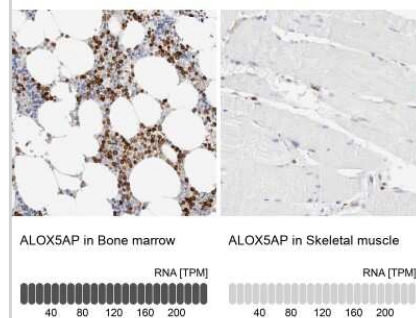 ALOX5AP in Bone marrow
ALOX5AP in Skeletal muscle
RNA [TPM]
RNA [TPM]
40 80 120 160 200
40 80 120 160 200